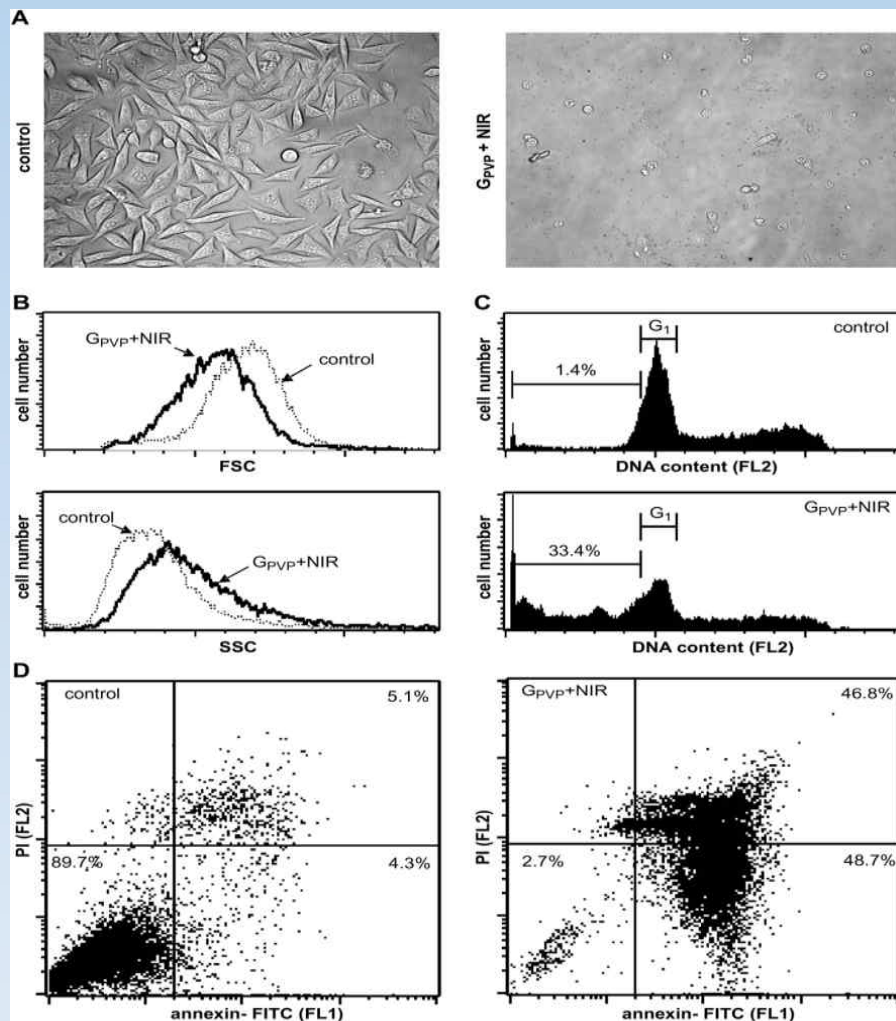 A
control
GPVP + NIR
B
GPVP+NIR
control
cell number
FSC
control
GPVP+NIR
cell number
SSC
C
G1
control
1.4%
cell number
DNA content (FL2)
G1
GPVP+NIR
33.4%
cell number
DNA content (FL2)
D
control
5.1%
89.7%
4.3%
PI (FL2)
annexin- FITC (FL1)
GPVP+NIR
46.8%
2.7%
48.7%
PI (FL2)
annexin- FITC (FL1)